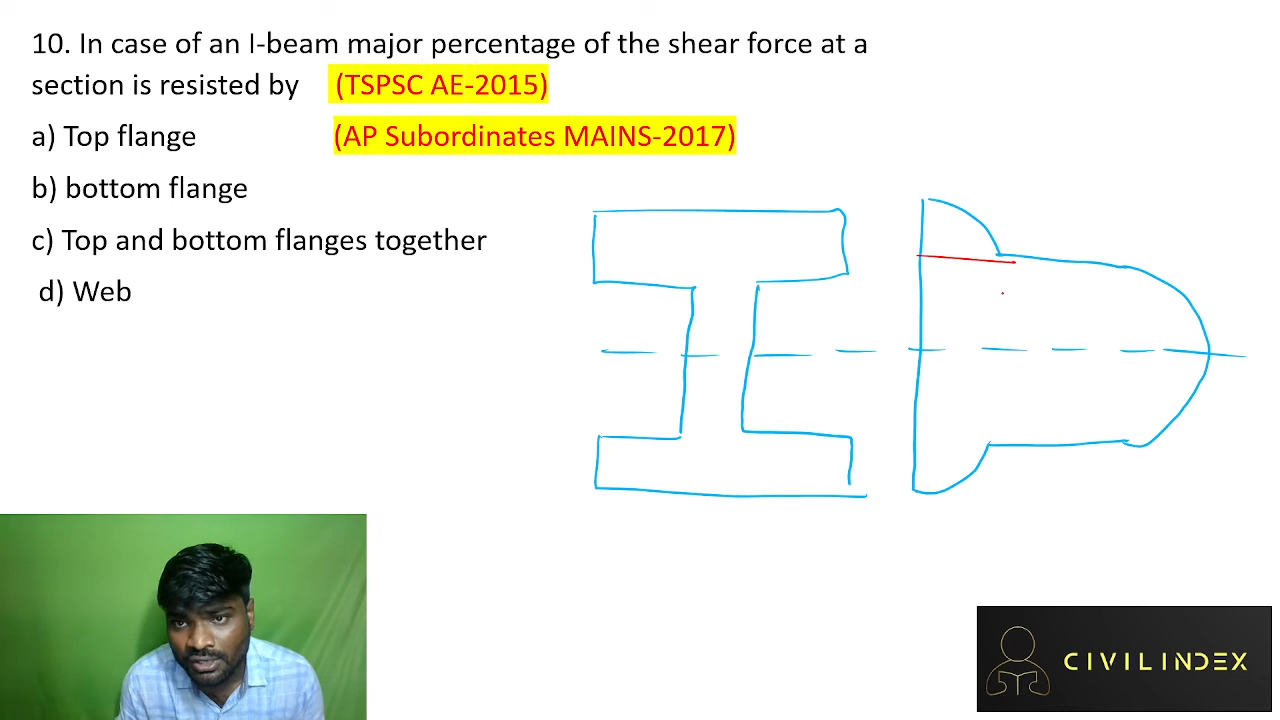 10. In case of an I-beam major percentage of the shear force at a
section is resisted by (TSPSC AE-2015)
a) Top flange (AP Subordinates MAINS-2017)
b) bottom flange
c) Top and bottom flanges together
d) Web
CIVILINDEX